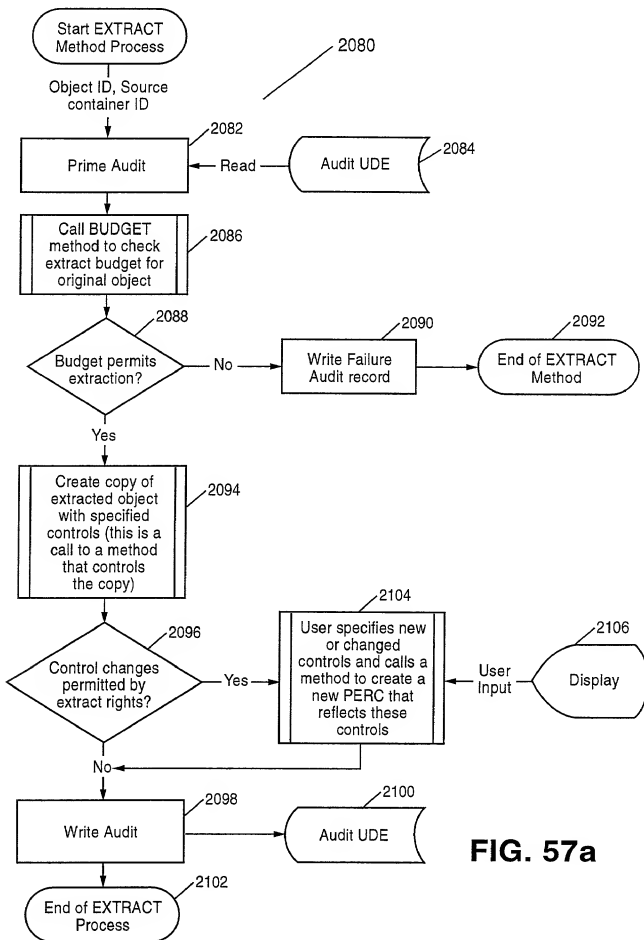 Start EXTRACT
Method Process
2080
Object ID, Source
container ID
2082
Prime Audit
Read
Audit UDE
2084
Call BUDGET
method to check
extract budget for
original object
2086
2088
Budget permits
extraction?
No
2090
Write Failure
Audit record
2092
End of EXTRACT
Method
Yes
Create copy of
extracted object
with specified
controls (this is a
call to a method
that controls
the copy)
2094
2096
Control changes
permitted by
extract rights?
Yes
2104
User specifies new
or changed
controls and calls a
method to create a
new PERC that
reflects these
controls
User
Input
2106
Display
No
2098
Write Audit
2100
Audit UDE
FIG. 57a
2102
End of EXTRACT
Process